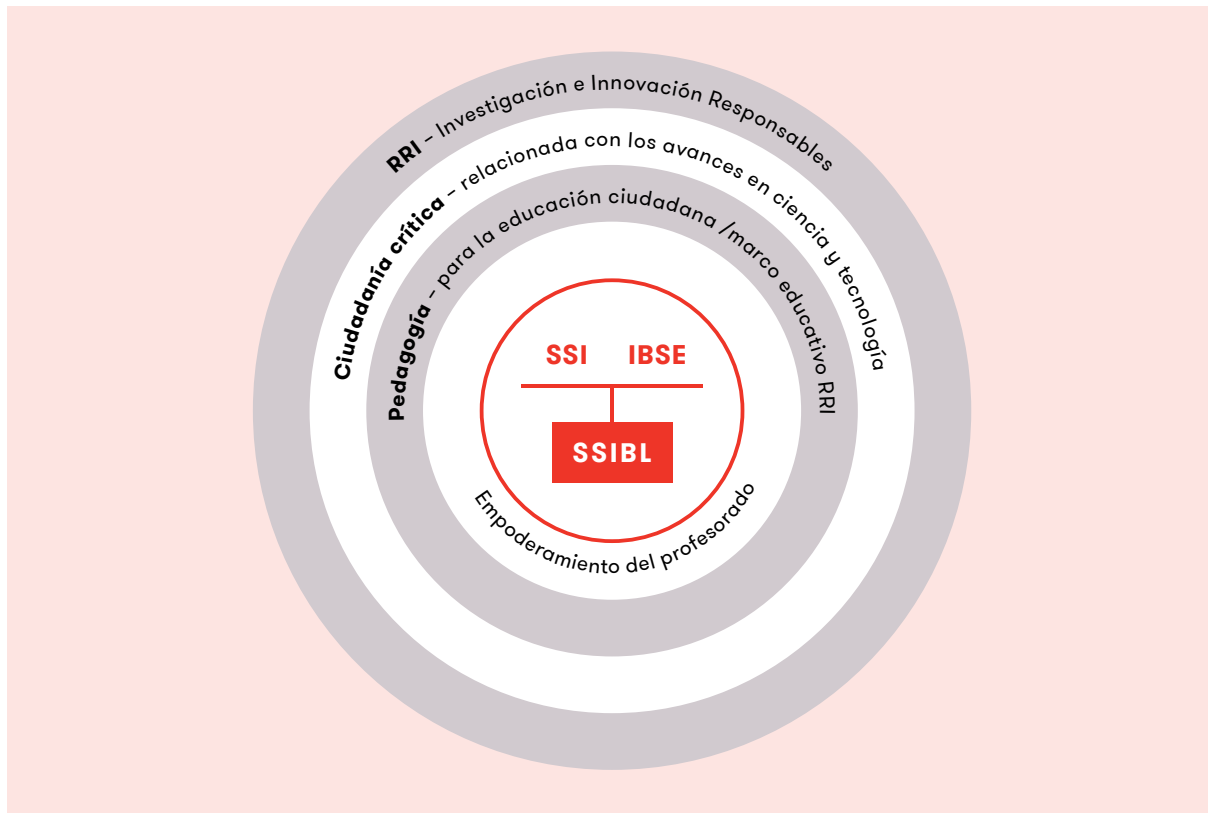 RRI – Investigación e Innovación Responsables
Ciudadanía crítica – relacionada con los avances en ciencia y tecnología
Pedagogía – para la educación ciudadana /marco educativo RRI
SSI IBSE
SSIBL
Empoderamiento del profesorado